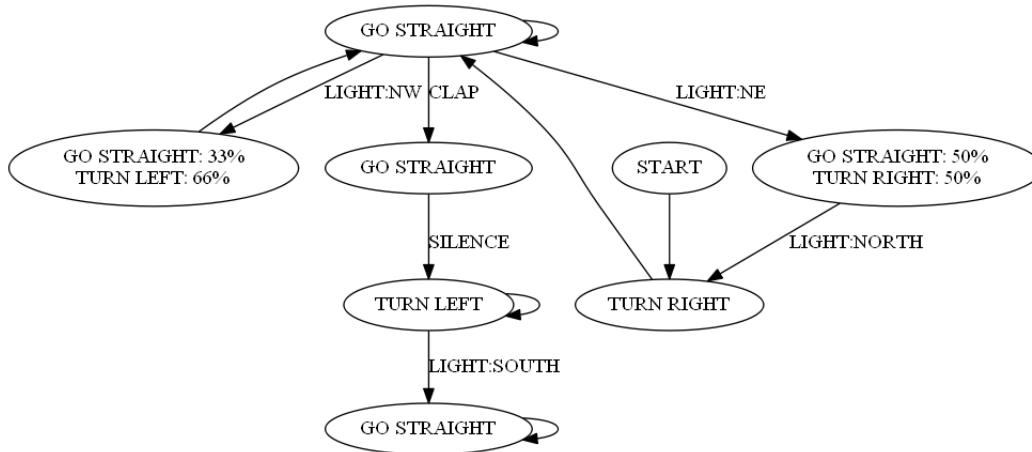 GO STRAIGHT
LIGHT:NW
CLAP
LIGHT:NE
GO STRAIGHT: 33%
TURN LEFT: 66%
GO STRAIGHT
START
GO STRAIGHT: 50%
TURN RIGHT: 50%
SILENCE
LIGHT:NORTH
TURN LEFT
TURN RIGHT
LIGHT:SOUTH
GO STRAIGHT